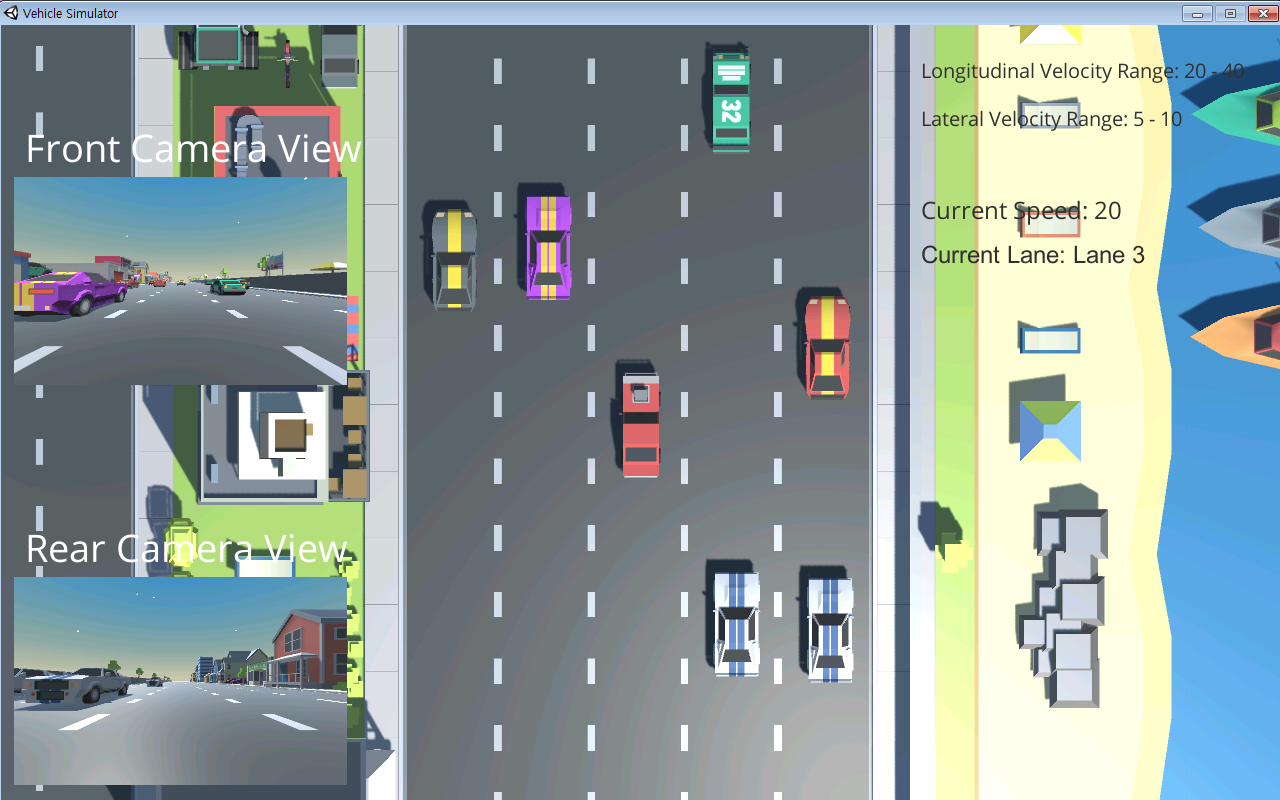 Vehicle Simulator
Longitudinal Velocity Range: 20 - 40
Lateral Velocity Range: 5 - 10
Front Camera View
Current Speed: 20
Current Lane: Lane 3
32
Rear Camera View